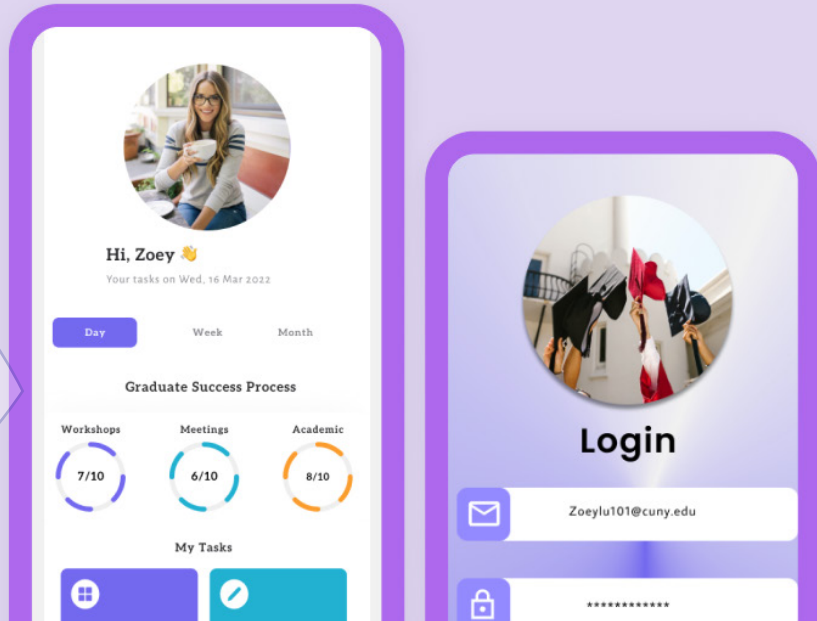 Hi, Zoey 👋
Your tasks on Wed, 16 Mar 2022
Day Week Month
Graduate Success Process
Workshops Meetings Academic
7/10 6/10 8/10
My Tasks
Login
Zoeylu101@cuny.edu
************